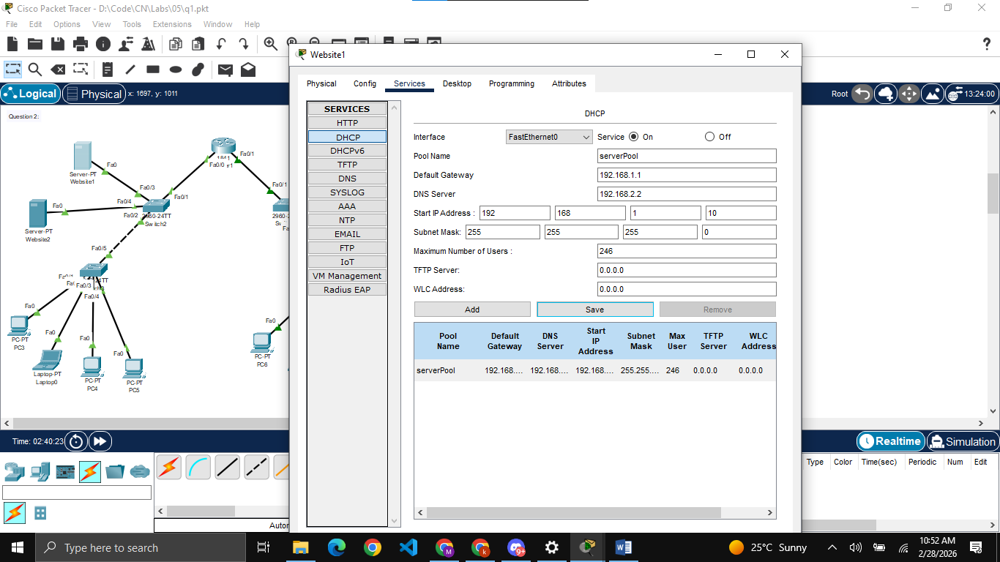 Cisco Packet Tracer - D:\Code\CN\Labs\05\q1.pkt
File Edit Options View Tools Extensions Window Help
Logical Physical x: 1697, y: 1011
Root 13:24:00
Question 2:
Server-PT
Website1
Fa0
Fa0/3
Fa0/0
Fa0/1
Fa0/1
Fa0/1
Fa0/4
Fa0/2
2960-24TT
Switch2
Fa0
Server-PT
Website2
Fa0/5
Fa0/3
Fa0/4
Fa0
PC-PT
PC3
Fa0
Laptop-PT
Laptop0
Fa0
PC-PT
PC4
Fa0
PC-PT
PC5
Fa0
PC-PT
PC6
Website1
Physical Config Services Desktop Programming Attributes
SERVICES
HTTP
DHCP
DHCPv6
TFTP
DNS
SYSLOG
AAA
NTP
EMAIL
FTP
IoT
VM Management
Radius EAP
DHCP
Interface FastEthernet0 Service On Off
Pool Name serverPool
Default Gateway 192.168.1.1
DNS Server 192.168.2.2
Start IP Address : 192 168 1 10
Subnet Mask: 255 255 255 0
Maximum Number of Users : 246
TFTP Server: 0.0.0.0
WLC Address: 0.0.0.0
Add Save Remove
Pool Name Default Gateway DNS Server Start IP Address Subnet Mask Max User TFTP Server WLC Address
serverPool 192.168.... 192.168.... 192.168.... 255.255.... 246 0.0.0.0 0.0.0.0
Time: 02:40:23
Realtime Simulation
Type Color Time(sec) Periodic Num Edit
Type here to search
25°C Sunny
10:52 AM
2/28/2026